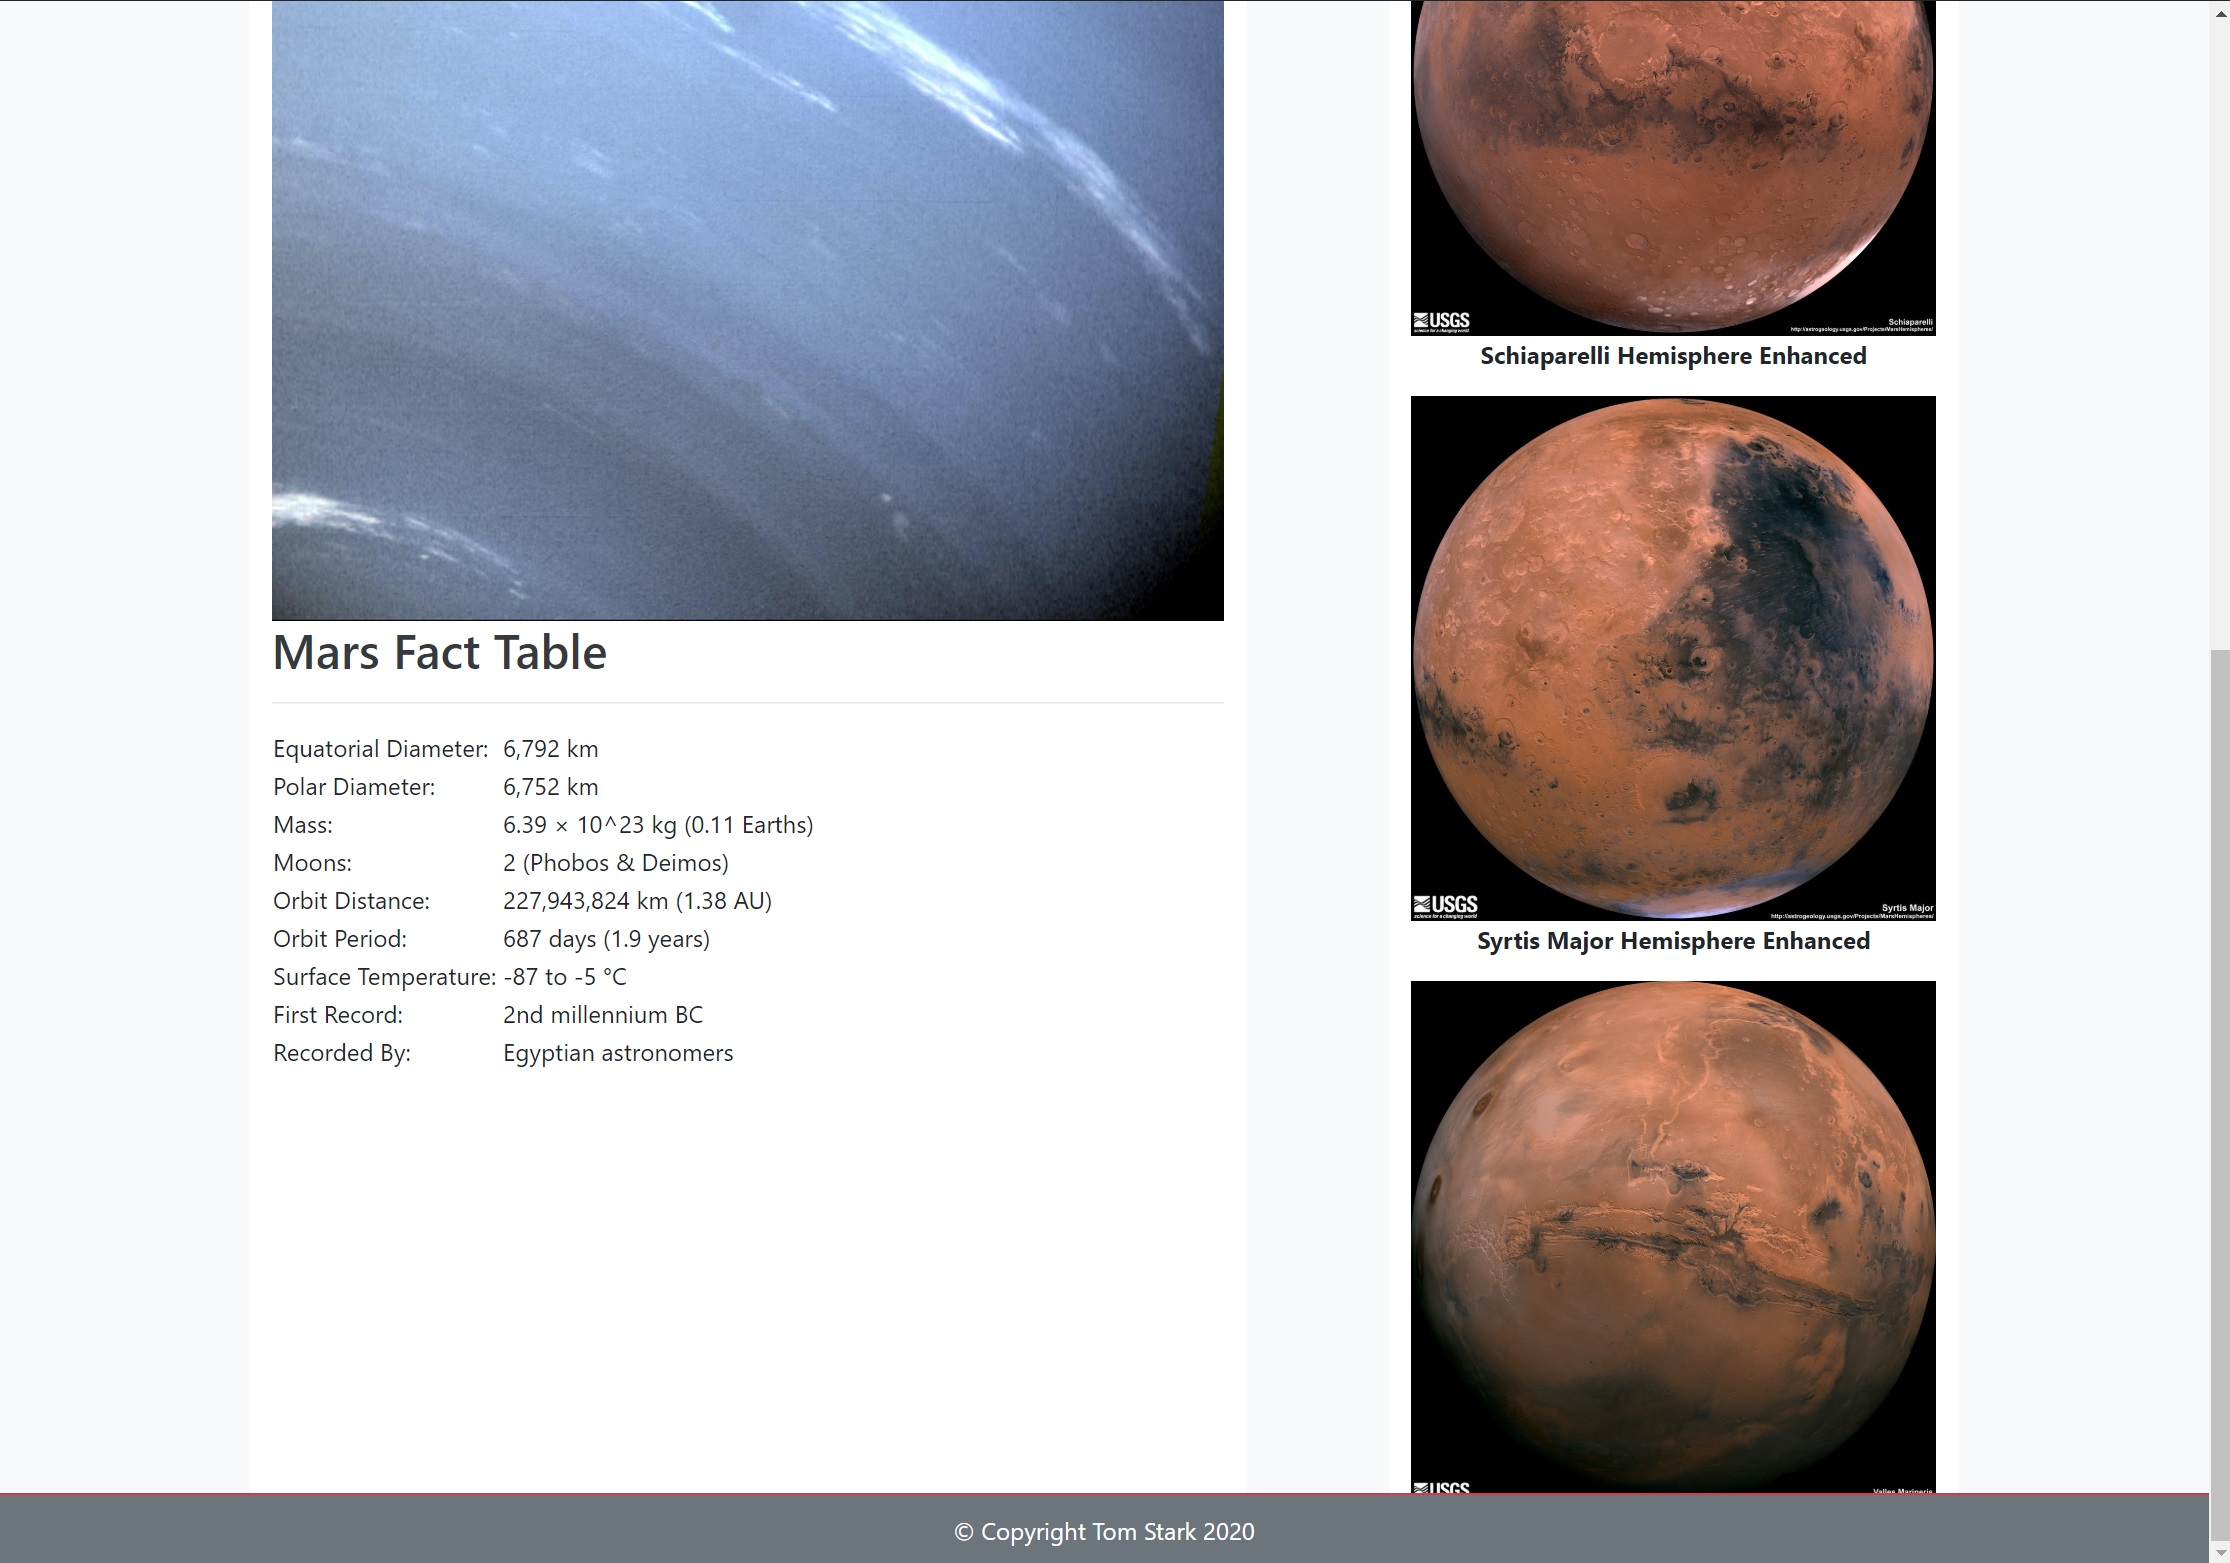 Mars Fact Table
Equatorial Diameter: 6,792 km
Polar Diameter: 6,752 km
Mass: 6.39 × 10^23 kg (0.11 Earths)
Moons: 2 (Phobos & Deimos)
Orbit Distance: 227,943,824 km (1.38 AU)
Orbit Period: 687 days (1.9 years)
Surface Temperature: -87 to -5 °C
First Record: 2nd millennium BC
Recorded By: Egyptian astronomers
USGS
science for a changing world
Schiaparelli
http://astrogeology.usgs.gov/Projects/MarsHemispheres/
Schiaparelli Hemisphere Enhanced
USGS
science for a changing world
Syrtis Major
http://astrogeology.usgs.gov/Projects/MarsHemispheres/
Syrtis Major Hemisphere Enhanced
USGS
Valles Marineris
© Copyright Tom Stark 2020